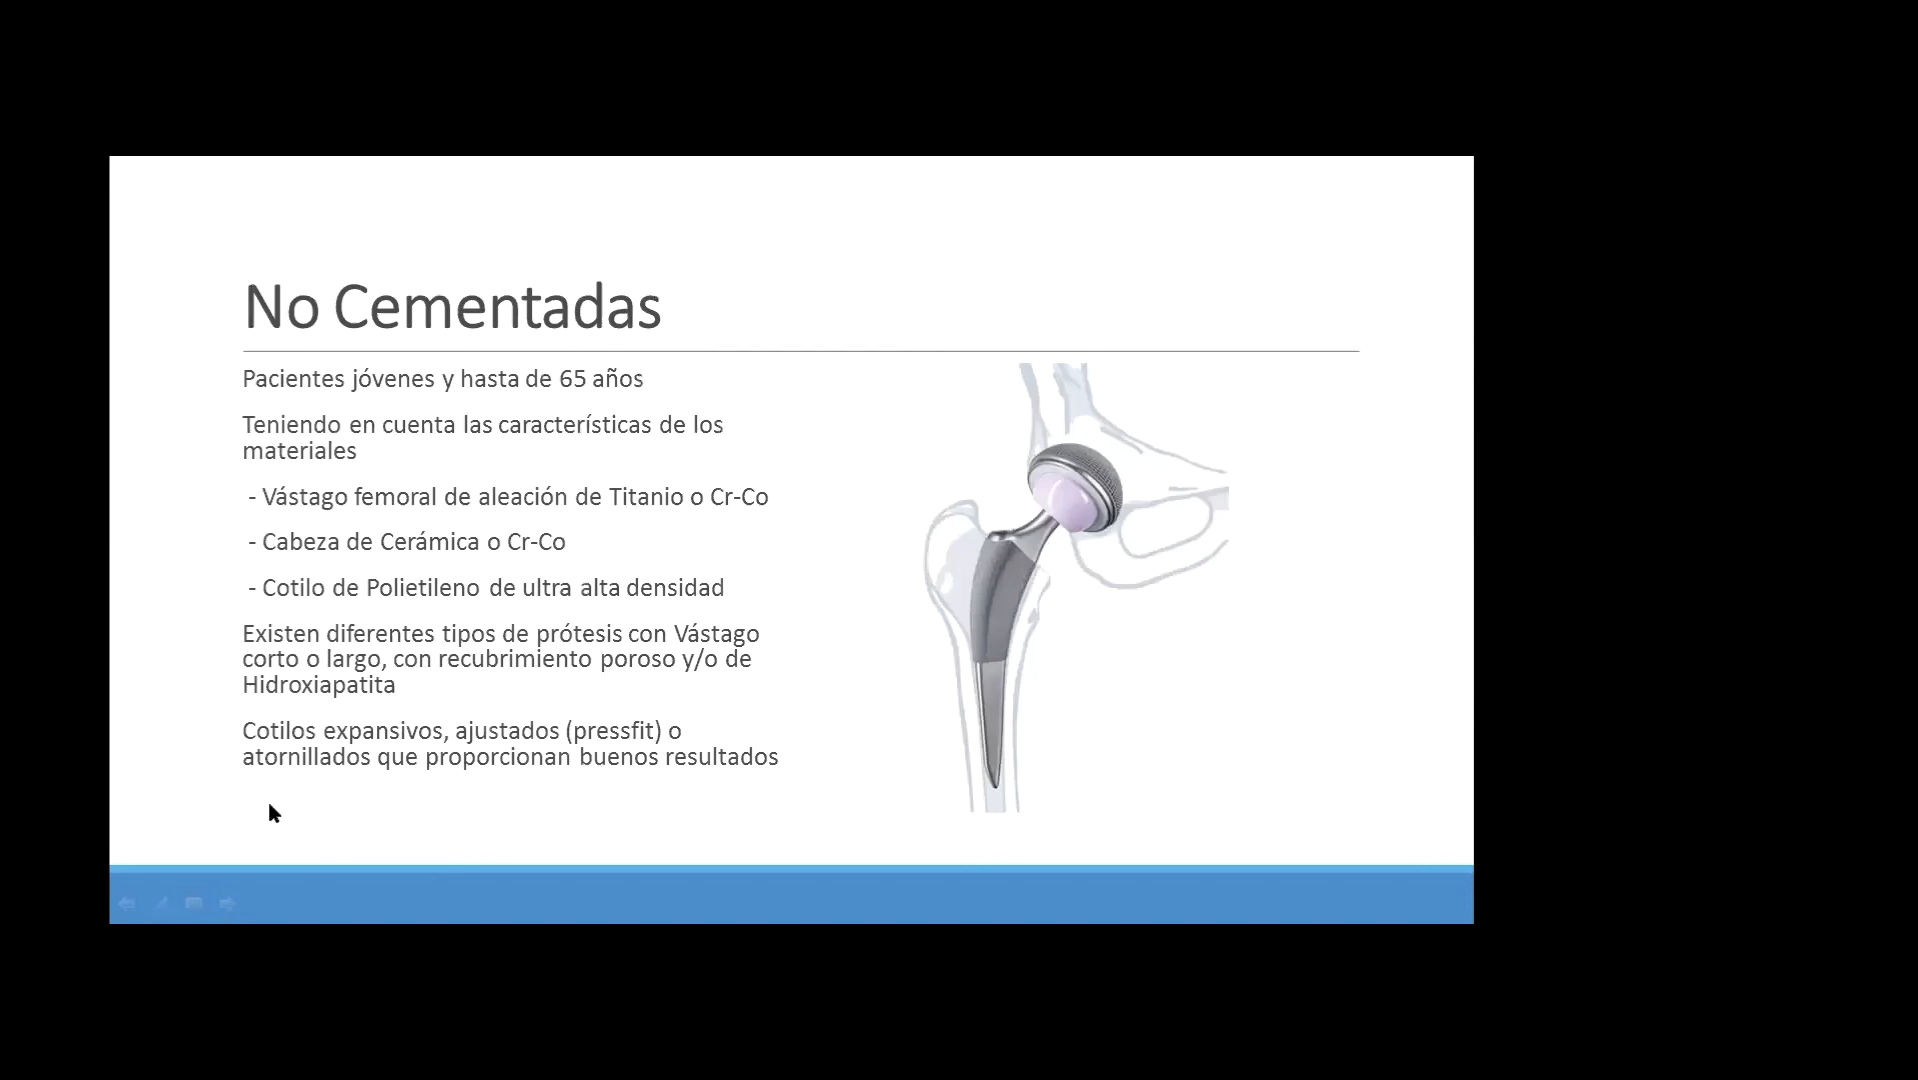 No Cementadas
Pacientes jóvenes y hasta de 65 años
Teniendo en cuenta las características de los
materiales
- Vástago femoral de aleación de Titanio o Cr-Co
- Cabeza de Cerámica o Cr-Co
- Cotilo de Polietileno de ultra alta densidad
Existen diferentes tipos de prótesis con Vástago
corto o largo, con recubrimiento poroso y/o de
Hidroxiapatita
Cotilos expansivos, ajustados (pressfit) o
atornillados que proporcionan buenos resultados